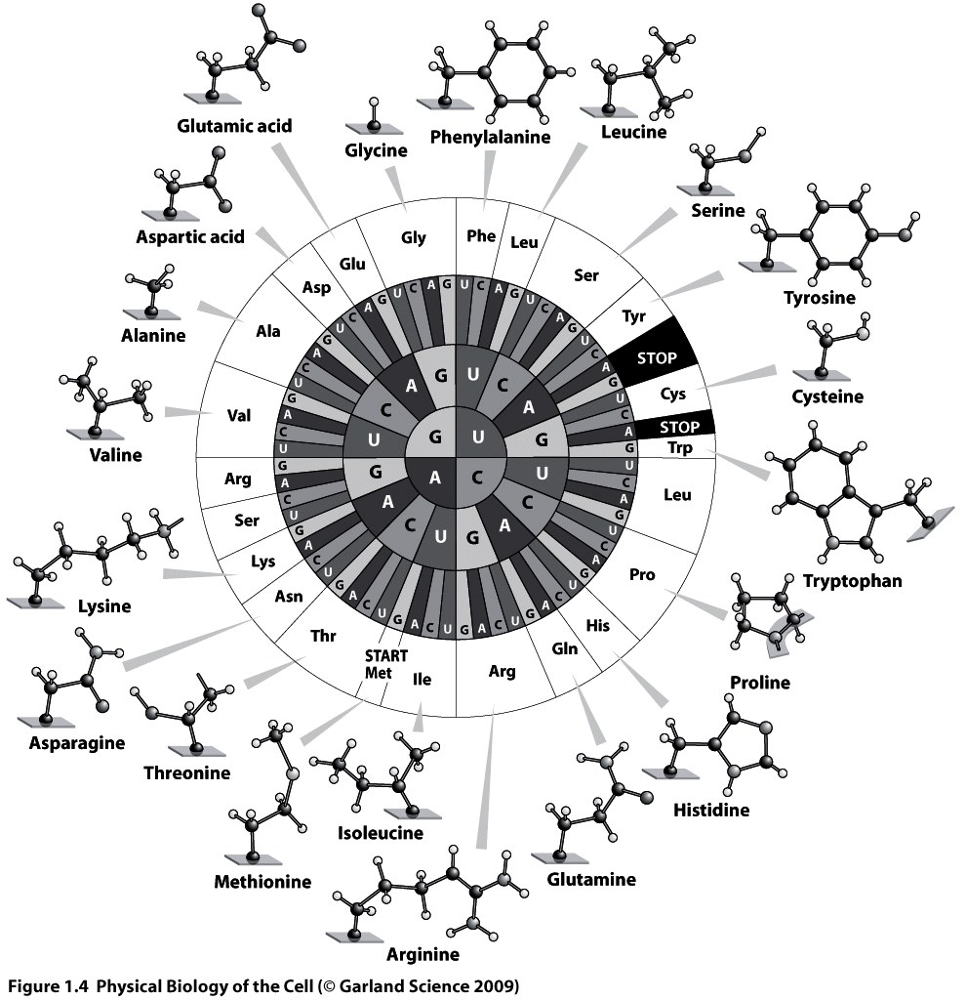 Glutamic acid
Glycine
Phenylalanine
Leucine
Serine
Tyrosine
Cysteine
Tryptophan
Proline
Histidine
Glutamine
Arginine
Isoleucine
Methionine
Threonine
Asparagine
Lysine
Valine
Alanine
Aspartic acid
Phe
Leu
Ser
Tyr
STOP
Cys
STOP
Trp
Leu
Pro
His
Gln
Arg
Ile
START
Met
Thr
Asn
Lys
Ser
Arg
Val
Ala
Asp
Glu
Gly
U C A G U C A G U C A G U C A G
U C A G U C A G U C A G U C A G
U C A G U C A G U C A G U C A G
U C A G U C A G U C A G U C A G
U C A G
U C A G
U C A G
U C A G
G U
A C
Figure 1.4 Physical Biology of the Cell (© Garland Science 2009)